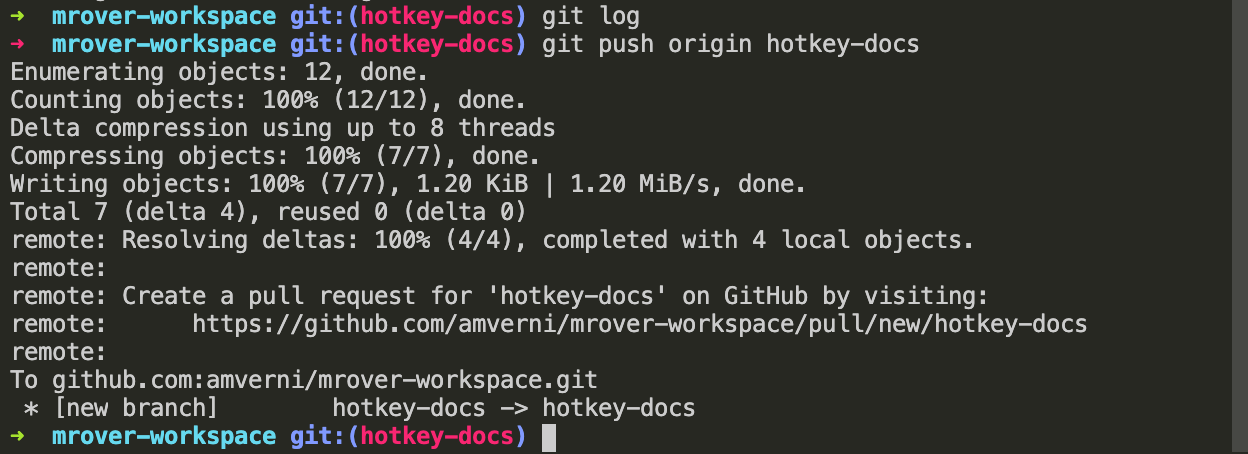 ➜  mrover-workspace git:(hotkey-docs) git log
➜  mrover-workspace git:(hotkey-docs) git push origin hotkey-docs
Enumerating objects: 12, done.
Counting objects: 100% (12/12), done.
Delta compression using up to 8 threads
Compressing objects: 100% (7/7), done.
Writing objects: 100% (7/7), 1.20 KiB | 1.20 MiB/s, done.
Total 7 (delta 4), reused 0 (delta 0)
remote: Resolving deltas: 100% (4/4), completed with 4 local objects.
remote:
remote: Create a pull request for 'hotkey-docs' on GitHub by visiting:
remote:      https://github.com/amverni/mrover-workspace/pull/new/hotkey-docs
remote:
To github.com:amverni/mrover-workspace.git
 * [new branch]        hotkey-docs -> hotkey-docs
➜  mrover-workspace git:(hotkey-docs)